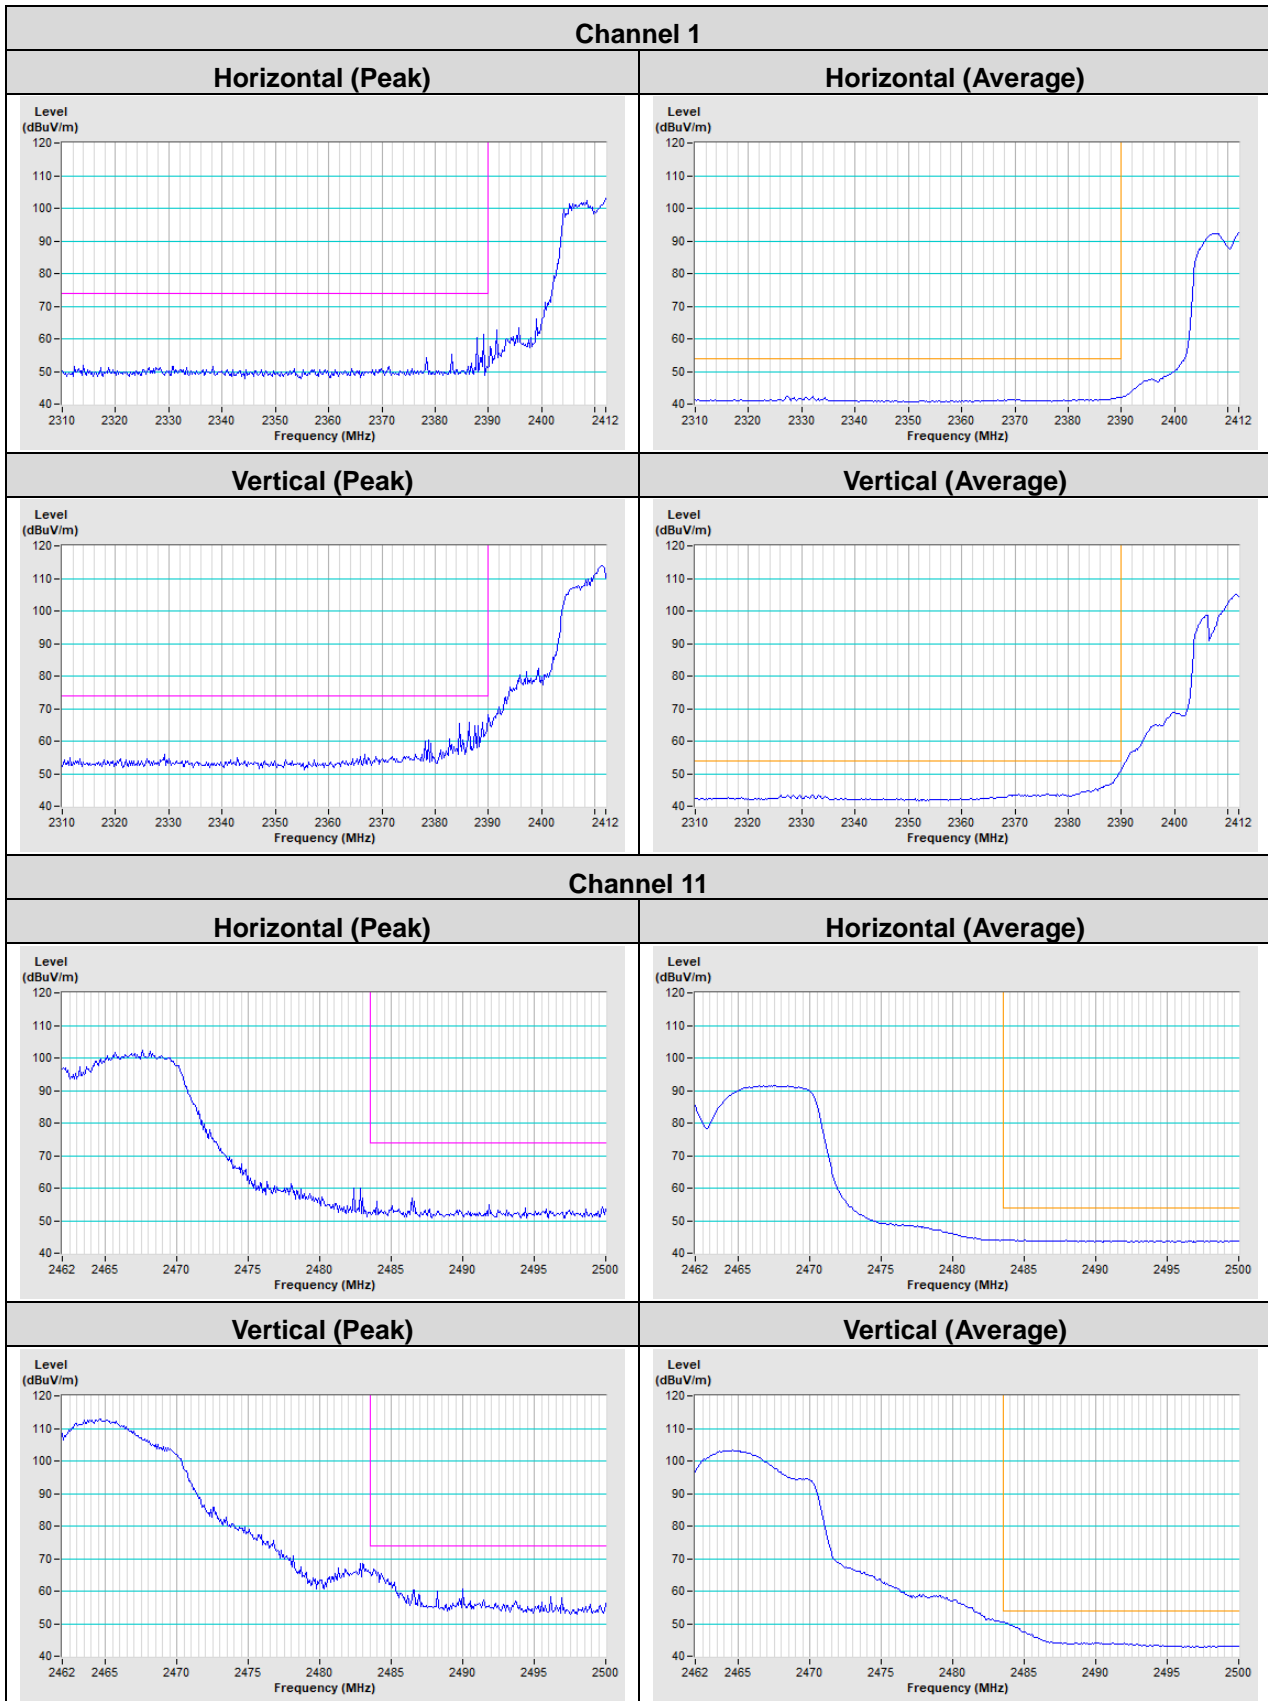 Channel 1
Horizontal (Peak)
Horizontal (Average)
Level
(dBuV/m)
120
110
100
90
80
70
60
50
40
2310 2320 2330 2340 2350 2360 2370 2380 2390 2400 2412
Frequency (MHz)
Level
(dBuV/m)
120
110
100
90
80
70
60
50
40
2310 2320 2330 2340 2350 2360 2370 2380 2390 2400 2412
Frequency (MHz)
Vertical (Peak)
Vertical (Average)
Level
(dBuV/m)
120
110
100
90
80
70
60
50
40
2310 2320 2330 2340 2350 2360 2370 2380 2390 2400 2412
Frequency (MHz)
Level
(dBuV/m)
120
110
100
90
80
70
60
50
40
2310 2320 2330 2340 2350 2360 2370 2380 2390 2400 2412
Frequency (MHz)
Channel 11
Horizontal (Peak)
Horizontal (Average)
Level
(dBuV/m)
120
110
100
90
80
70
60
50
40
2462 2465 2470 2475 2480 2485 2490 2495 2500
Frequency (MHz)
Level
(dBuV/m)
120
110
100
90
80
70
60
50
40
2462 2465 2470 2475 2480 2485 2490 2495 2500
Frequency (MHz)
Vertical (Peak)
Vertical (Average)
Level
(dBuV/m)
120
110
100
90
80
70
60
50
40
2462 2465 2470 2475 2480 2485 2490 2495 2500
Frequency (MHz)
Level
(dBuV/m)
120
110
100
90
80
70
60
50
40
2462 2465 2470 2475 2480 2485 2490 2495 2500
Frequency (MHz)